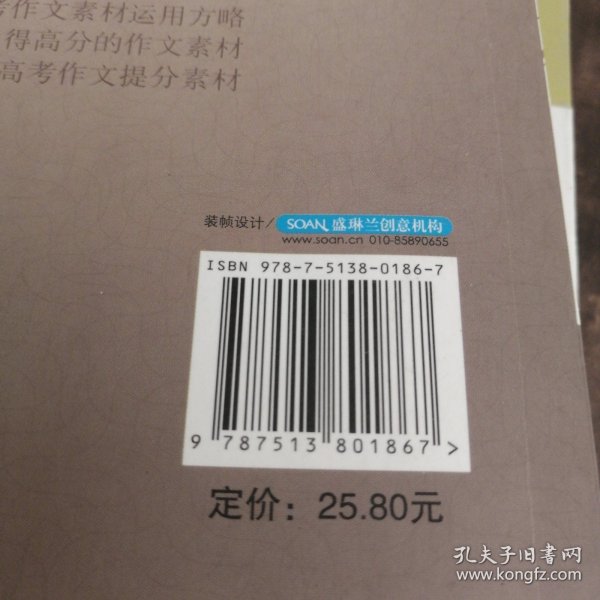 考作文素材运用方略
得高分的作文素材
高考作文提分素材
装帧设计/ SOAN 盛琳兰创意机构
www.soan.cn 010-85890655
ISBN 978-7-5138-0186-7
9 787513 801867 >
定价：25.80元
孔夫子旧书网
www.kongfz.com